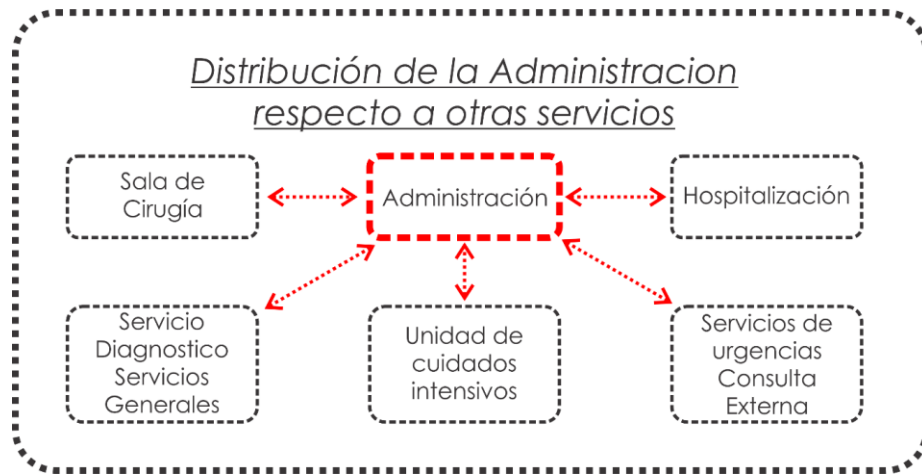 Distribución de la Administracion
respecto a otras servicios
Sala de
Cirugía
Administración
Hospitalización
Servicio
Diagnostico
Servicios
Generales
Unidad de
cuidados
intensivos
Servicios de
urgencias
Consulta
Externa